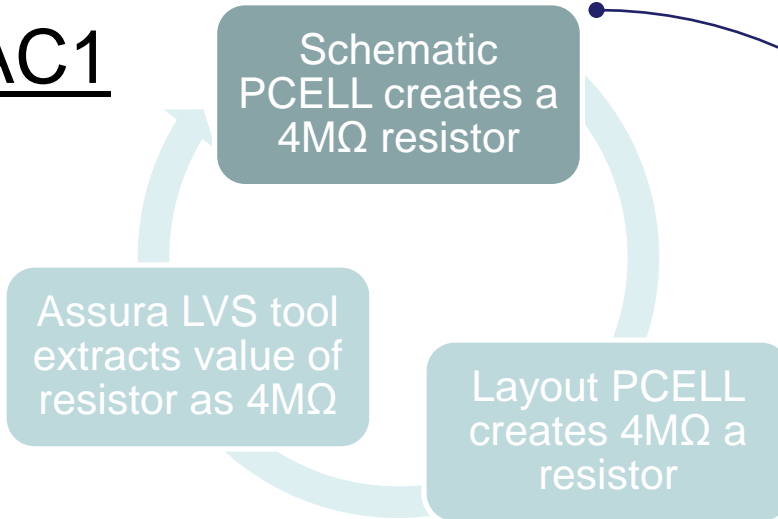 AC1
Schematic
PCELL creates a
4MΩ resistor
Assura LVS tool
extracts value of
resistor as 4MΩ
Layout PCELL
creates 4MΩ a
resistor